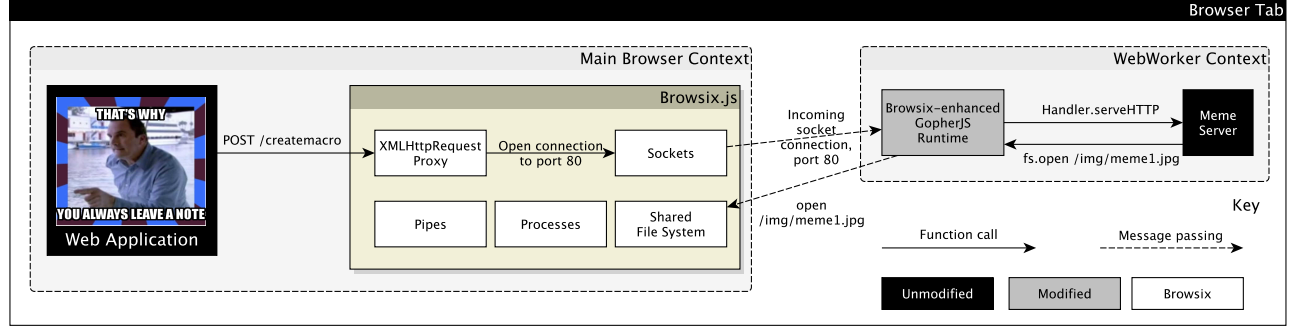 Browser Tab
Main Browser Context
THAT'S WHY
YOU ALWAYS LEAVE A NOTE
Web Application
POST /createmacro
Browsix.js
XMLHttpRequest
Proxy
Open connection
to port 80
Sockets
Pipes
Processes
Shared
File System
Incoming
socket
connection,
port 80
open
/img/meme1.jpg
WebWorker Context
Browsix-enhanced
GopherJS
Runtime
Handler.serveHTTP
fs.open /img/meme1.jpg
Meme
Server
Key
Function call
Message passing
Unmodified
Modified
Browsix